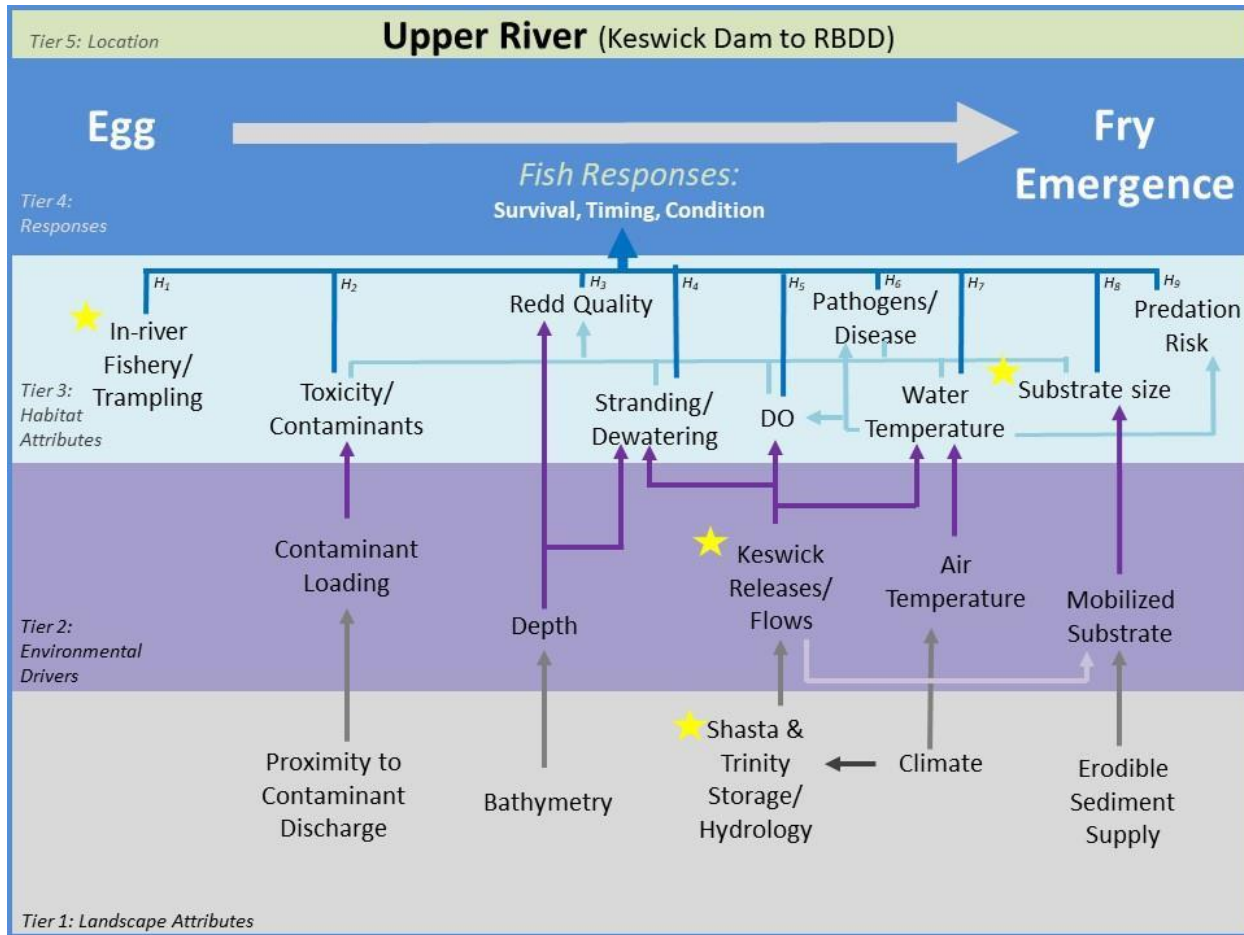 Tier 5: Location
Upper River (Keswick Dam to RBDD)
Egg
Fry
Emergence
Fish Responses:
Survival, Timing, Condition
Tier 4:
Responses
H1
H2
H3
H4
H5
H6
H7
H8
H9
In-river
Fishery/
Trampling
Toxicity/
Contaminants
Redd Quality
Stranding/
Dewatering
DO
Pathogens/
Disease
Water
Temperature
Substrate size
Predation
Risk
Tier 3:
Habitat
Attributes
Contaminant
Loading
Depth
Keswick
Releases/
Flows
Air
Temperature
Mobilized
Substrate
Tier 2:
Environmental
Drivers
Proximity to
Contaminant
Discharge
Bathymetry
Shasta &
Trinity
Storage/
Hydrology
Climate
Erodible
Sediment
Supply
Tier 1: Landscape Attributes